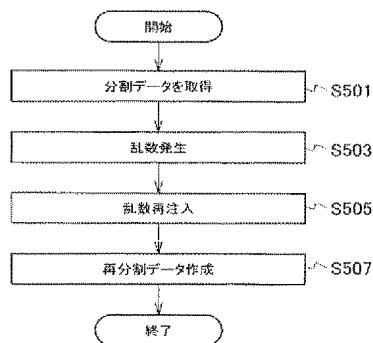 開始
分割データを取得
S501
乱数発生
S503
乱数再注入
S505
再分割データ作成
S507
終了